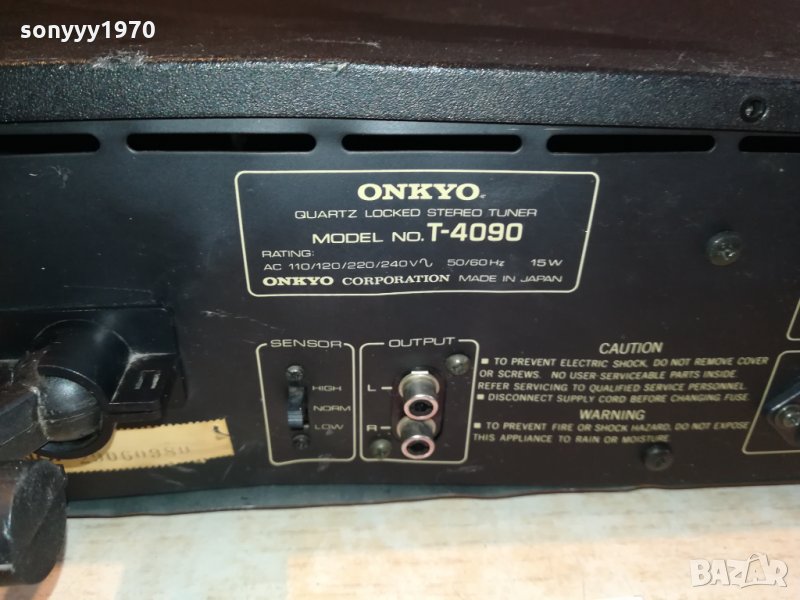 sonyyy1970
ONKYO
QUARTZ LOCKED STEREO TUNER
MODEL NO. T-4090
RATING:
AC 110/120/220/240V∿ 50/60Hz 15W
ONKYO CORPORATION MADE IN JAPAN
SENSOR
HIGH
NORM
LOW
OUTPUT
L
R
CAUTION
■ TO PREVENT ELECTRIC SHOCK, DO NOT REMOVE COVER
OR SCREWS. NO USER-SERVICEABLE PARTS INSIDE.
REFER SERVICING TO QUALIFIED SERVICE PERSONNEL.
■ DISCONNECT SUPPLY CORD BEFORE CHANGING FUSE.
WARNING
■ TO PREVENT FIRE OR SHOCK HAZARD, DO NOT EXPOSE
THIS APPLIANCE TO RAIN OR MOISTURE.
BAZAR